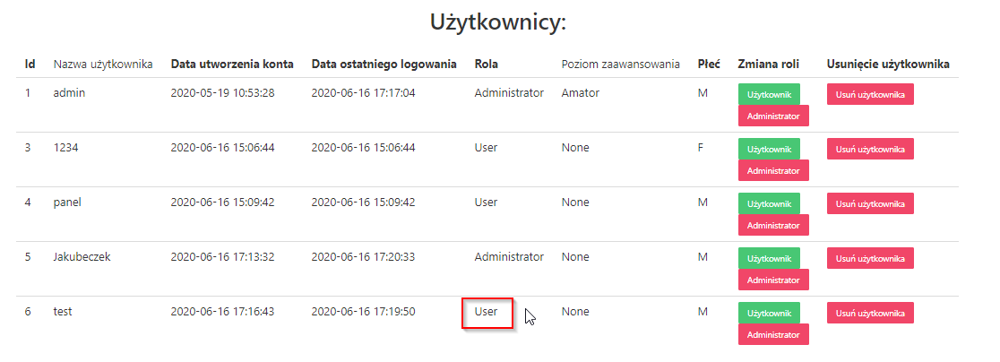 Użytkownicy:
Id Nazwa użytkownika Data utworzenia konta Data ostatniego logowania Rola Poziom zaawansowania Płeć Zmiana roli Usunięcie użytkownika
1 admin 2020-05-19 10:53:28 2020-06-16 17:17:04 Administrator Amator M Użytkownik Usuń użytkownika
Administrator
3 1234 2020-06-16 15:06:44 2020-06-16 15:06:44 User None F Użytkownik Usuń użytkownika
Administrator
4 panel 2020-06-16 15:09:42 2020-06-16 15:09:42 User None M Użytkownik Usuń użytkownika
Administrator
5 Jakubeczek 2020-06-16 17:13:32 2020-06-16 17:20:33 Administrator None M Użytkownik Usuń użytkownika
Administrator
6 test 2020-06-16 17:16:43 2020-06-16 17:19:50 User None M Użytkownik Usuń użytkownika
Administrator